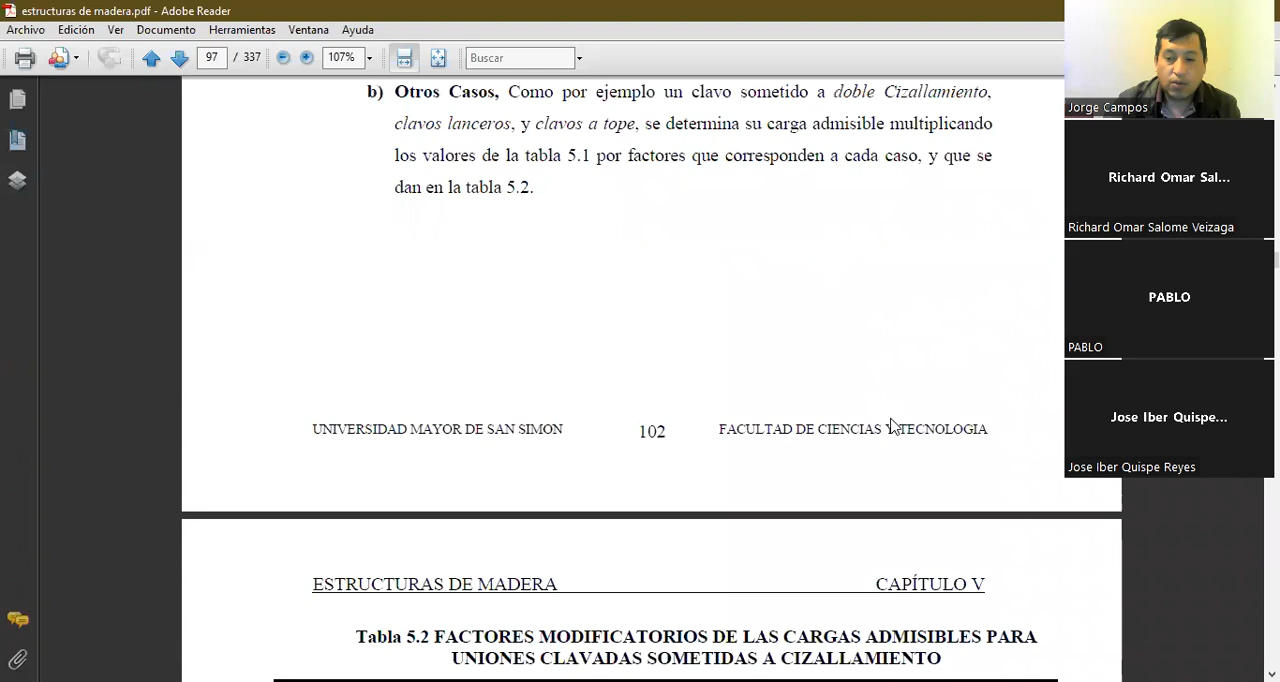 estructuras de madera.pdf - Adobe Reader
Archivo Edición Ver Documento Herramientas Ventana Ayuda
97 / 337 107% Buscar
b) Otros Casos, Como por ejemplo un clavo sometido a doble Cizallamiento,
clavos lanceros, y clavos a tope, se determina su carga admisible multiplicando
los valores de la tabla 5.1 por factores que corresponden a cada caso, y que se
dan en la tabla 5.2.
UNIVERSIDAD MAYOR DE SAN SIMON 102 FACULTAD DE CIENCIAS Y TECNOLOGIA
ESTRUCTURAS DE MADERA CAPÍTULO V
Tabla 5.2 FACTORES MODIFICATORIOS DE LAS CARGAS ADMISIBLES PARA
UNIONES CLAVADAS SOMETIDAS A CIZALLAMIENTO
Jorge Campos
Richard Omar Sal...
Richard Omar Salome Veizaga
PABLO
PABLO
Jose Iber Quispe...
Jose Iber Quispe Reyes